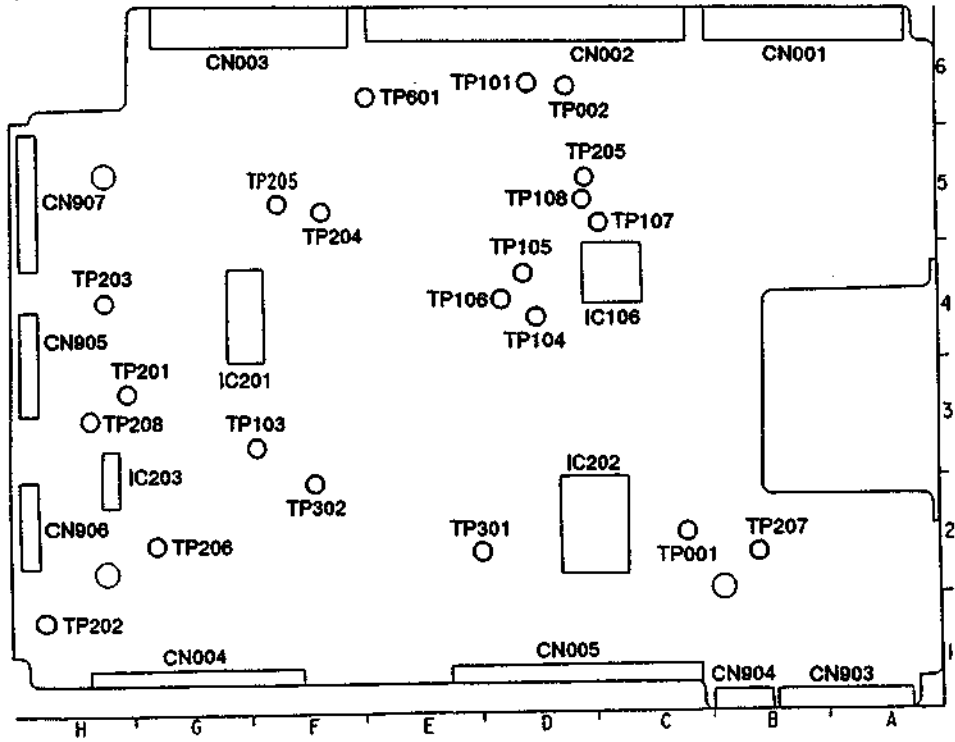 CN003
CN002
CN001
6
TP101
TP601
TP002
TP205
5
CN907
TP205
TP108
TP107
TP204
TP105
TP203
TP106
4
IC106
CN905
TP104
TP201
IC201
TP208
TP103
3
IC203
IC202
TP302
CN906
TP301
TP207
2
TP206
TP001
TP202
1
CN004
CN005
CN904
CN903
H G F E D C B A